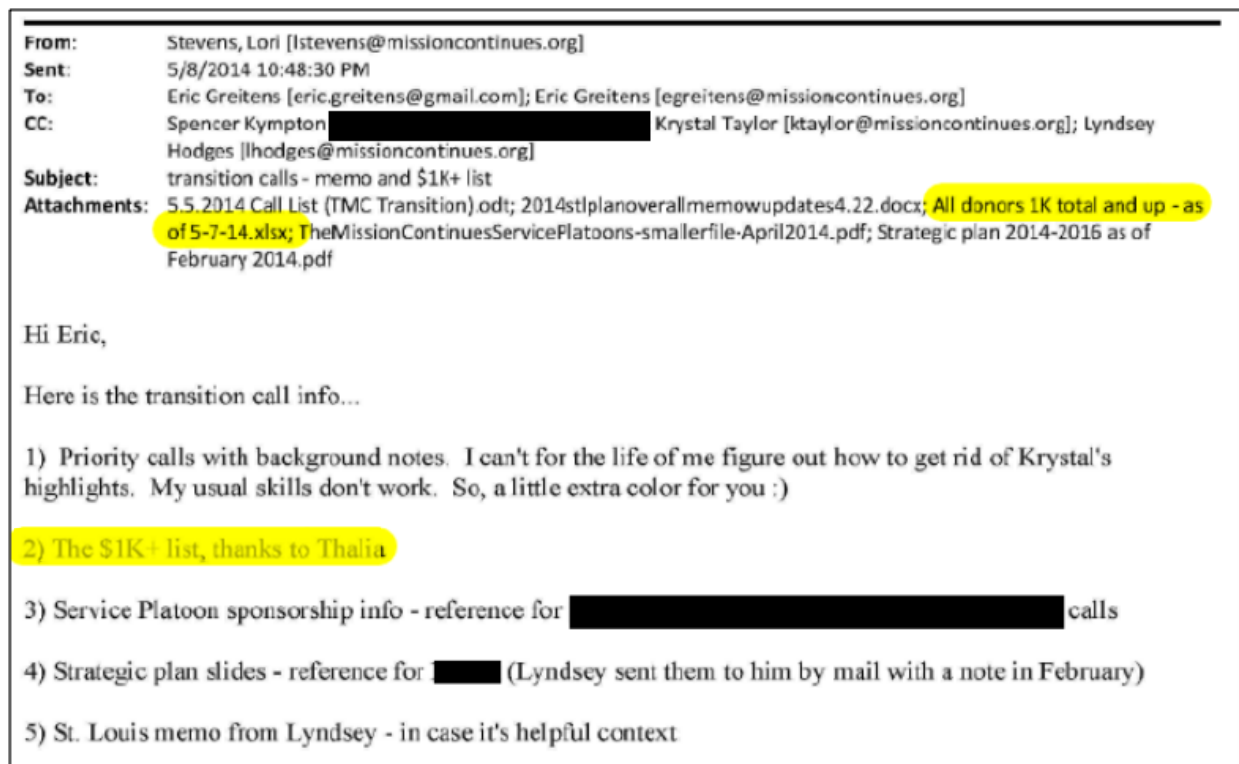 From: Stevens, Lori [lstevens@missioncontinues.org]
Sent: 5/8/2014 10:48:30 PM
To: Eric Greitens [eric.greitens@gmail.com]; Eric Greitens [egreitens@missioncontinues.org]
CC: Spencer Kympton Krystal Taylor [ktaylor@missioncontinues.org]; Lyndsey
Hodges [lhodges@missioncontinues.org]
Subject: transition calls - memo and $1K+ list
Attachments: 5.5.2014 Call List (TMC Transition).odt; 2014stlplanoverallmemowupdates4.22.docx; All donors 1K total and up - as
of 5-7-14.xlsx; TheMissionContinuesServicePlatoons-smallerfile-April2014.pdf; Strategic plan 2014-2016 as of
February 2014.pdf
Hi Eric,
Here is the transition call info...
1) Priority calls with background notes. I can't for the life of me figure out how to get rid of Krystal's
highlights. My usual skills don't work. So, a little extra color for you :)
2) The $1K+ list, thanks to Thalia
3) Service Platoon sponsorship info - reference for calls
4) Strategic plan slides - reference for (Lyndsey sent them to him by mail with a note in February)
5) St. Louis memo from Lyndsey - in case it's helpful context